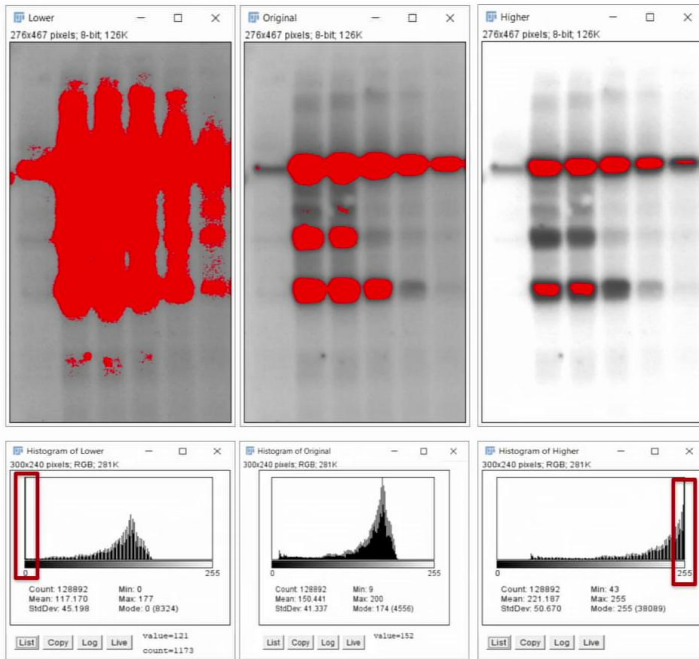 Lower
276x467 pixels; 8-bit; 126K
Original
276x467 pixels; 8-bit; 126K
Higher
276x467 pixels; 8-bit; 126K
Histogram of Lower
300x240 pixels; RGB; 281K
0 255
Count: 128892 Min: 0
Mean: 117.170 Max: 177
StdDev: 45.198 Mode: 0 (8324)
List Copy Log Live value=121
count=1173
Histogram of Original
300x240 pixels; RGB; 281K
0 255
Count: 128892 Min: 9
Mean: 150.441 Max: 200
StdDev: 41.337 Mode: 174 (4556)
List Copy Log Live value=152
Histogram of Higher
300x240 pixels; RGB; 281K
0 255
Count: 128892 Min: 43
Mean: 221.187 Max: 255
StdDev: 50.670 Mode: 255 (38089)
List Copy Log Live